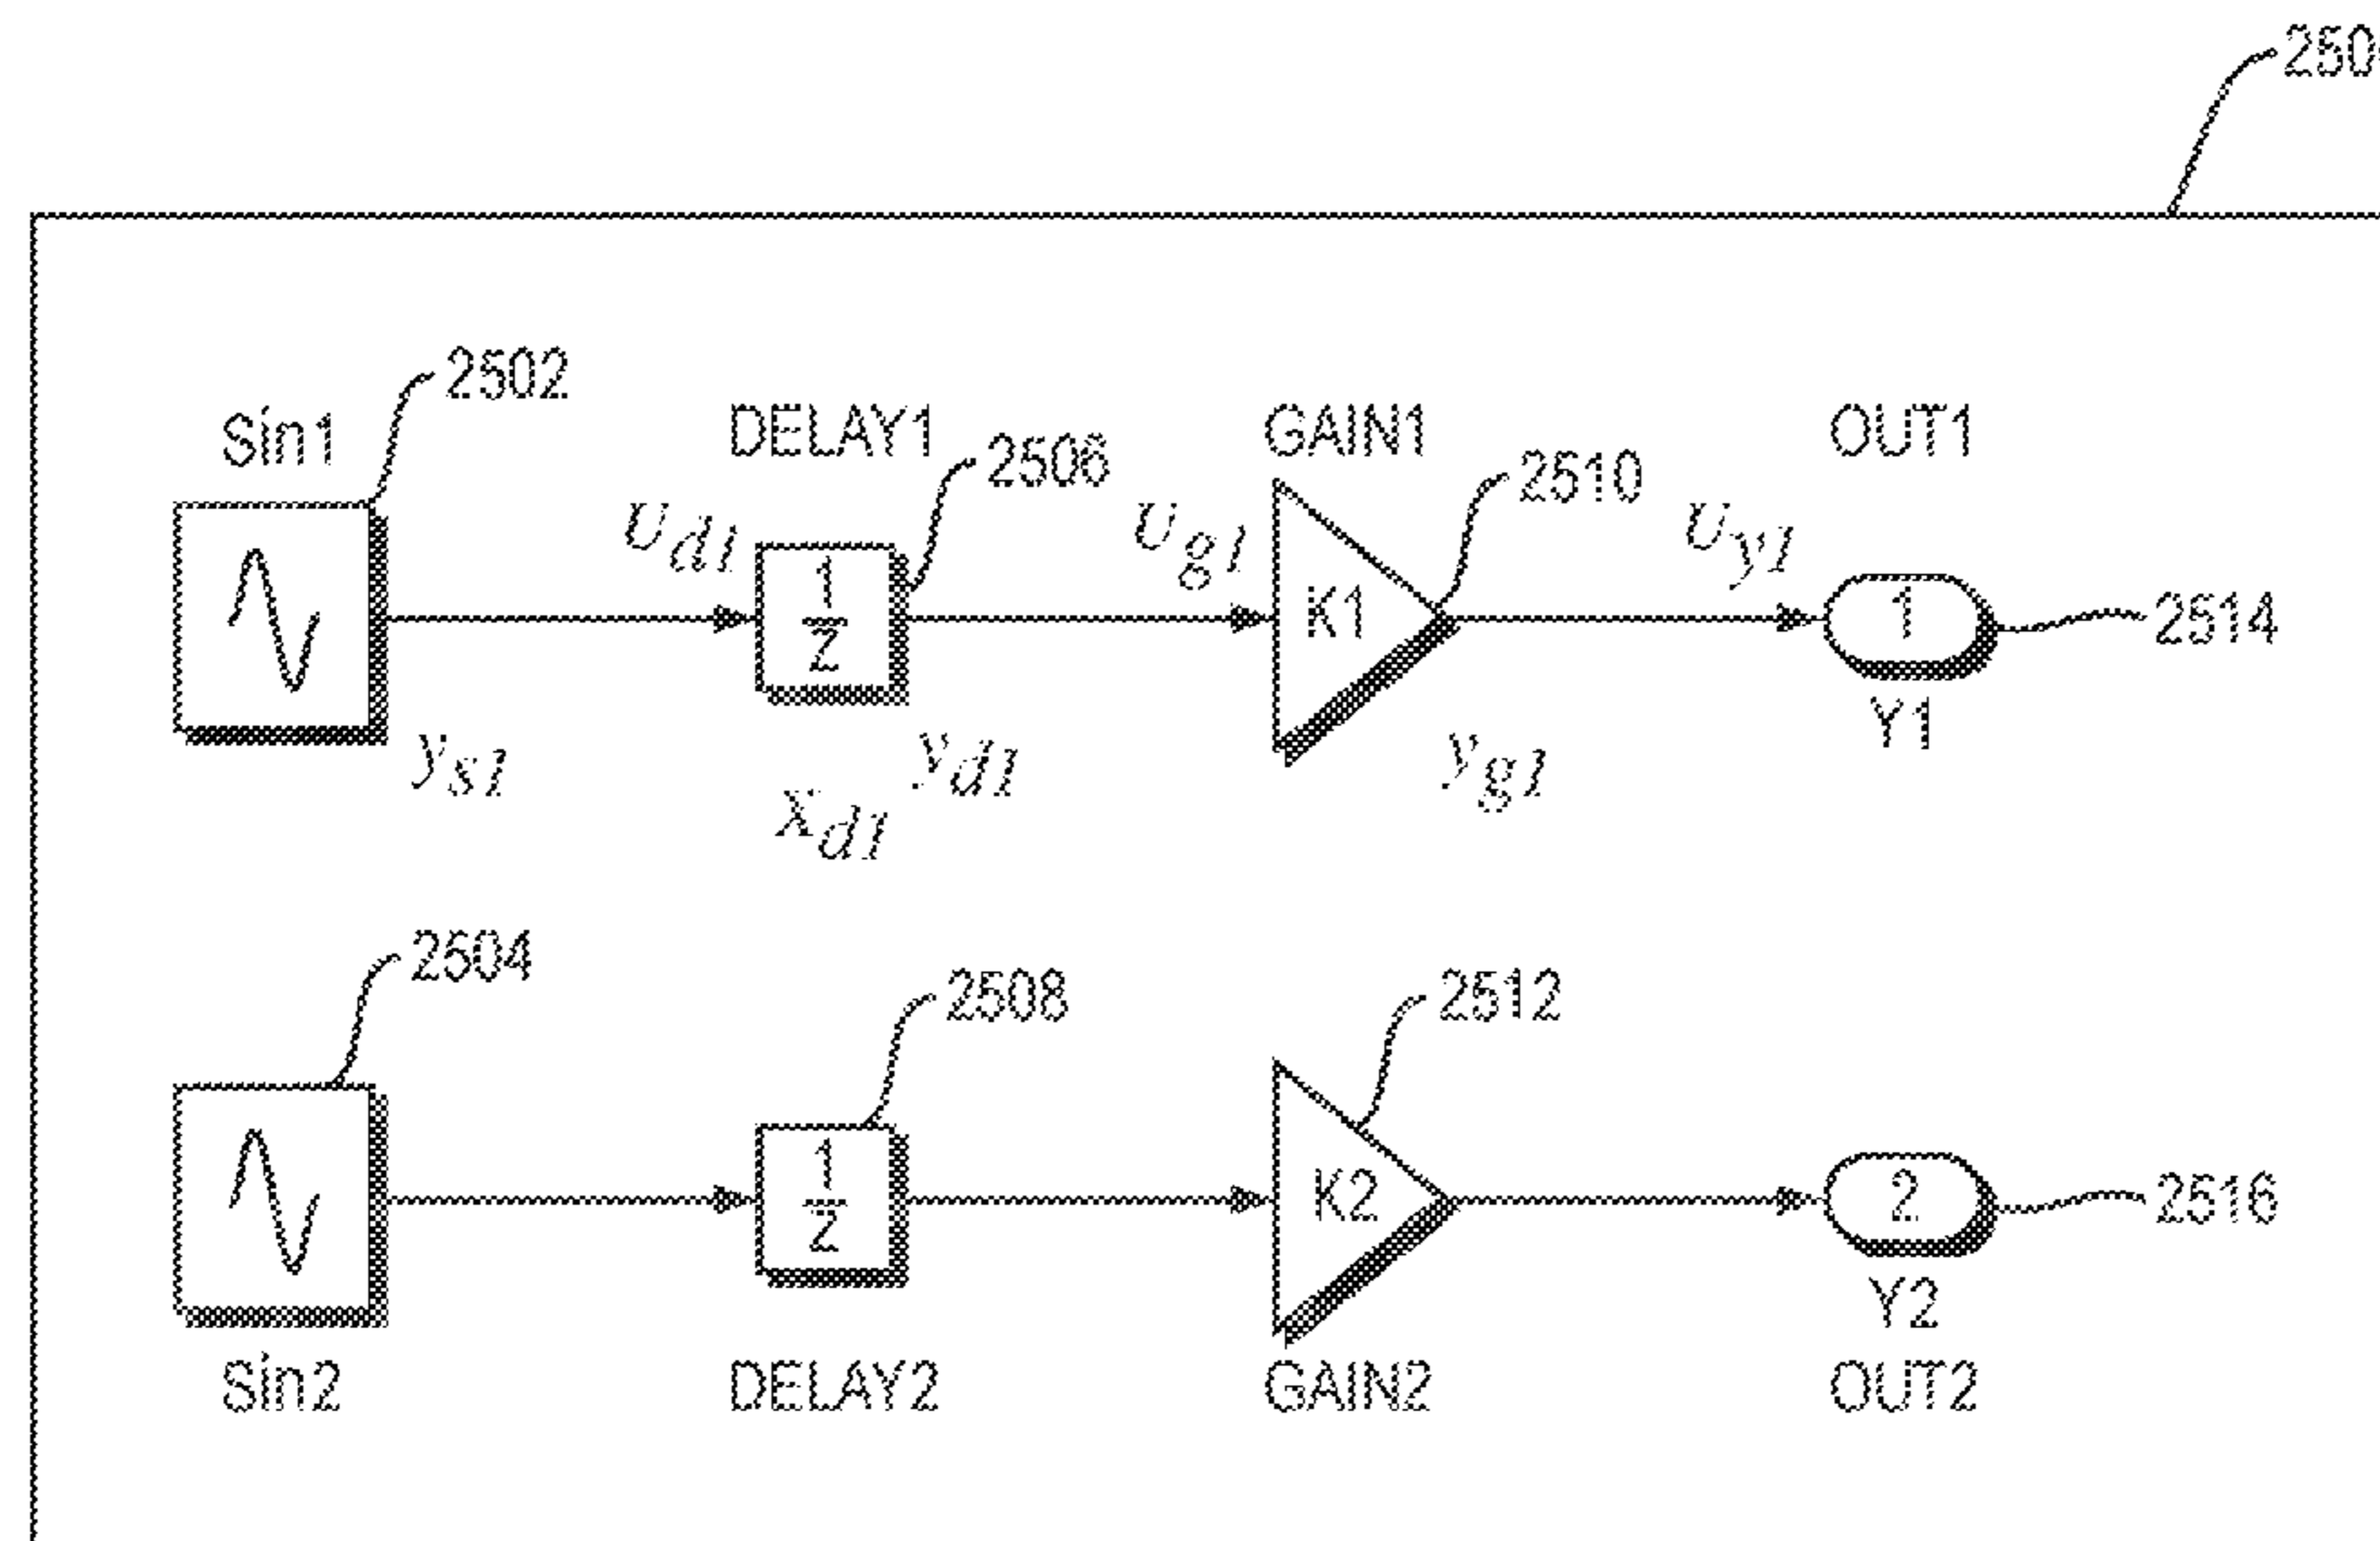 2502
Sin1 DELAY1 GAIN1 OUT1
2506 2510
U_d1 U_g1 U_y1
1/z K1 1 2514
Y1
y_s1 y_d1 y_g1
x_d1
2504 2508 2512
1/z K2 2 2516
Y2
Sin2 DELAY2 GAIN2 OUT2